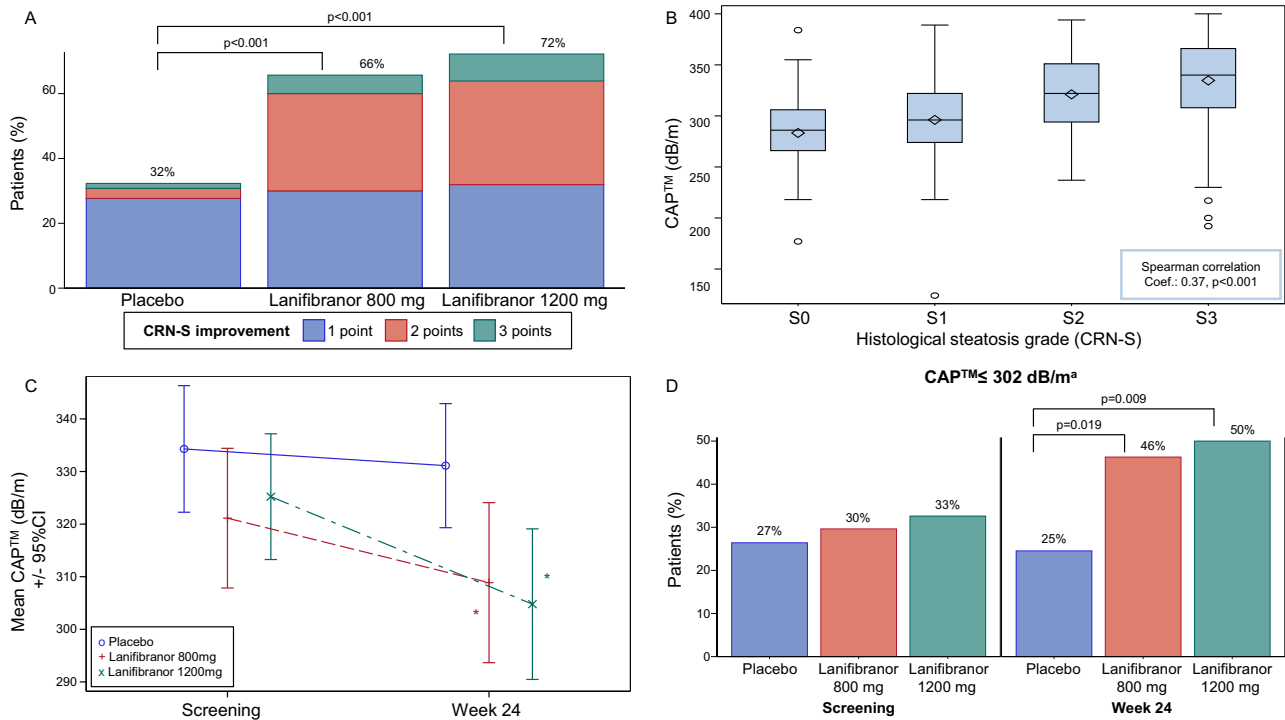 A
p<0.001
p<0.001
72%
66%
32%
Patients (%)
60
40
20
0
Placebo
Lanifibranor 800 mg
Lanifibranor 1200 mg
CRN-S improvement
1 point
2 points
3 points
B
CAP™ (dB/m)
400
350
300
250
200
150
Spearman correlation
Coef.: 0.37, p<0.001
S0
S1
S2
S3
Histological steatosis grade (CRN-S)
C
Mean CAP™ (dB/m)
+/- 95%CI
340
330
320
310
300
290
*
*
Placebo
Lanifibranor 800mg
Lanifibranor 1200mg
Screening
Week 24
D
CAP™≤ 302 dB/mᵃ
p=0.009
p=0.019
Patients (%)
50
40
30
20
10
0
27%
30%
33%
25%
46%
50%
Placebo
Lanifibranor
800 mg
Lanifibranor
1200 mg
Placebo
Lanifibranor
800 mg
Lanifibranor
1200 mg
Screening
Week 24